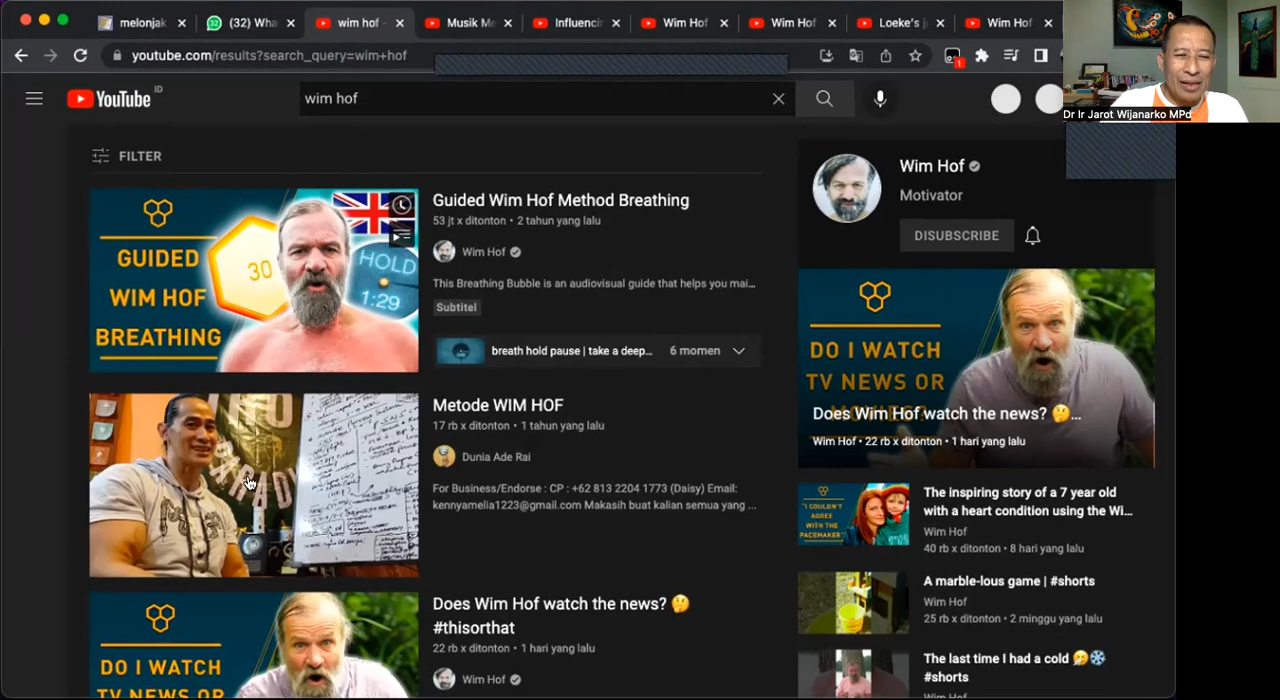 melonjak
(32) Wha
wim hof -
Musik Me
Influencin
Wim Hof
Wim Hof
Loeke's j
Wim Hof
youtube.com/results?search_query=wim+hof
1
YouTube ID
wim hof
Dr Ir Jarot Wijanarko MPd
FILTER
GUIDED
WIM HOF
BREATHING
30
HOLD
1:29
Guided Wim Hof Method Breathing
53 jt x ditonton • 2 tahun yang lalu
Wim Hof
This Breathing Bubble is an audiovisual guide that helps you mai...
Subtitel
breath hold pause | take a deep...
6 momen
Metode WIM HOF
17 rb x ditonton • 1 tahun yang lalu
Dunia Ade Rai
For Business/Endorse : CP : +62 813 2204 1773 (Daisy) Email:
kennyamelia1223@gmail.com Makasih buat kalian semua yang ...
DO I WATCH
Does Wim Hof watch the news? 🤔
#thisorthat
22 rb x ditonton • 1 hari yang lalu
Wim Hof
Wim Hof
Motivator
DISUBSCRIBE
DO I WATCH
TV NEWS OR
Does Wim Hof watch the news? 🤔...
Wim Hof • 22 rb x ditonton • 1 hari yang lalu
"I COULDN'T
AGREE
WITH THE
PACEMAKER"
The inspiring story of a 7 year old
with a heart condition using the Wi...
Wim Hof
40 rb x ditonton • 8 hari yang lalu
A marble-lous game | #shorts
Wim Hof
25 rb x ditonton • 2 minggu yang lalu
The last time I had a cold 🤧❄️
#shorts